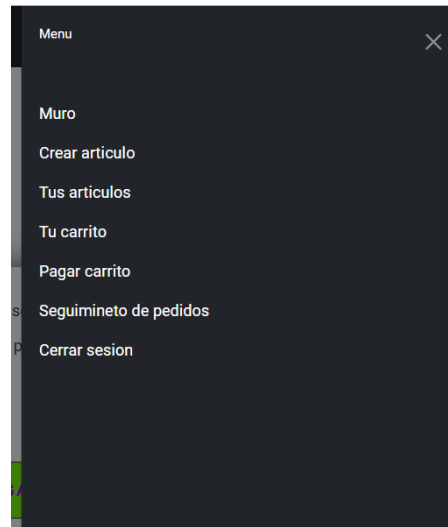 Menu
Muro
Crear articulo
Tus articulos
Tu carrito
Pagar carrito
Seguimineto de pedidos
Cerrar sesion